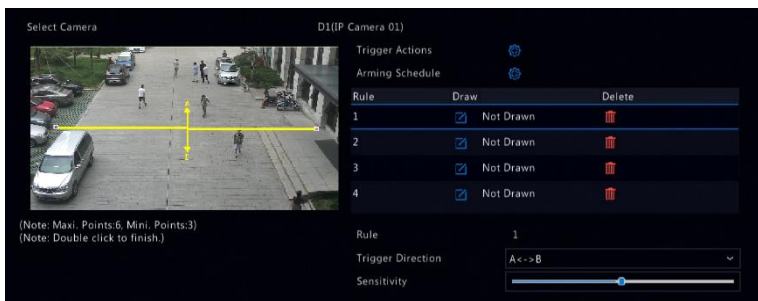 Select Camera D1(IP Camera 01)
Trigger Actions
Arming Schedule
Rule Draw Delete
1 Not Drawn
2 Not Drawn
3 Not Drawn
4 Not Drawn
(Note: Maxi. Points:6, Mini. Points:3)
(Note: Double click to finish.)
Rule 1
Trigger Direction A<->B
Sensitivity